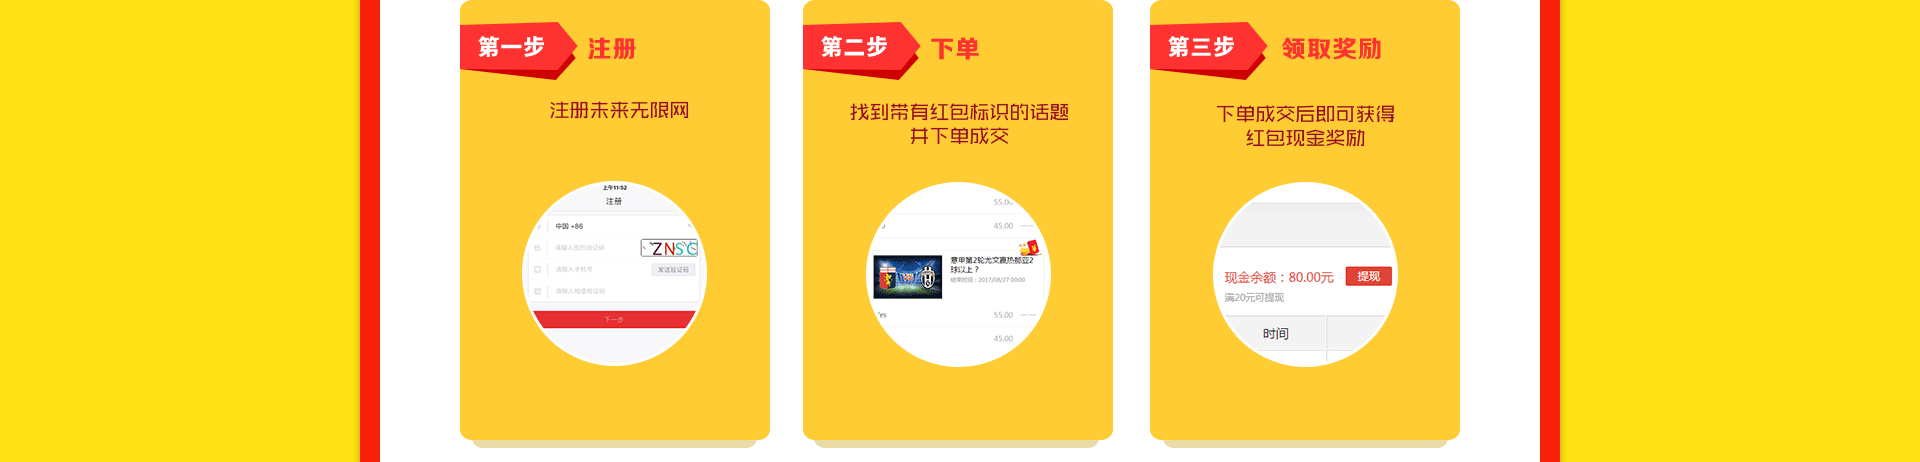 第一步 注册
注册未来无限网
上午11:52
注册
中国 +86
请输入图形验证码
ZNSC
请输入手机号
发送验证码
请输入短信验证码
下一步
第二步 下单
找到带有红包标识的话题
并下单成交
55.00
45.00
意甲第2轮尤文赢热那亚2
球以上？
结束时间：2017/08/27 00:00
Yes
55.00
45.00
第三步 领取奖励
下单成交后即可获得
红包现金奖励
现金余额：80.00元
提现
满20元可提现
时间